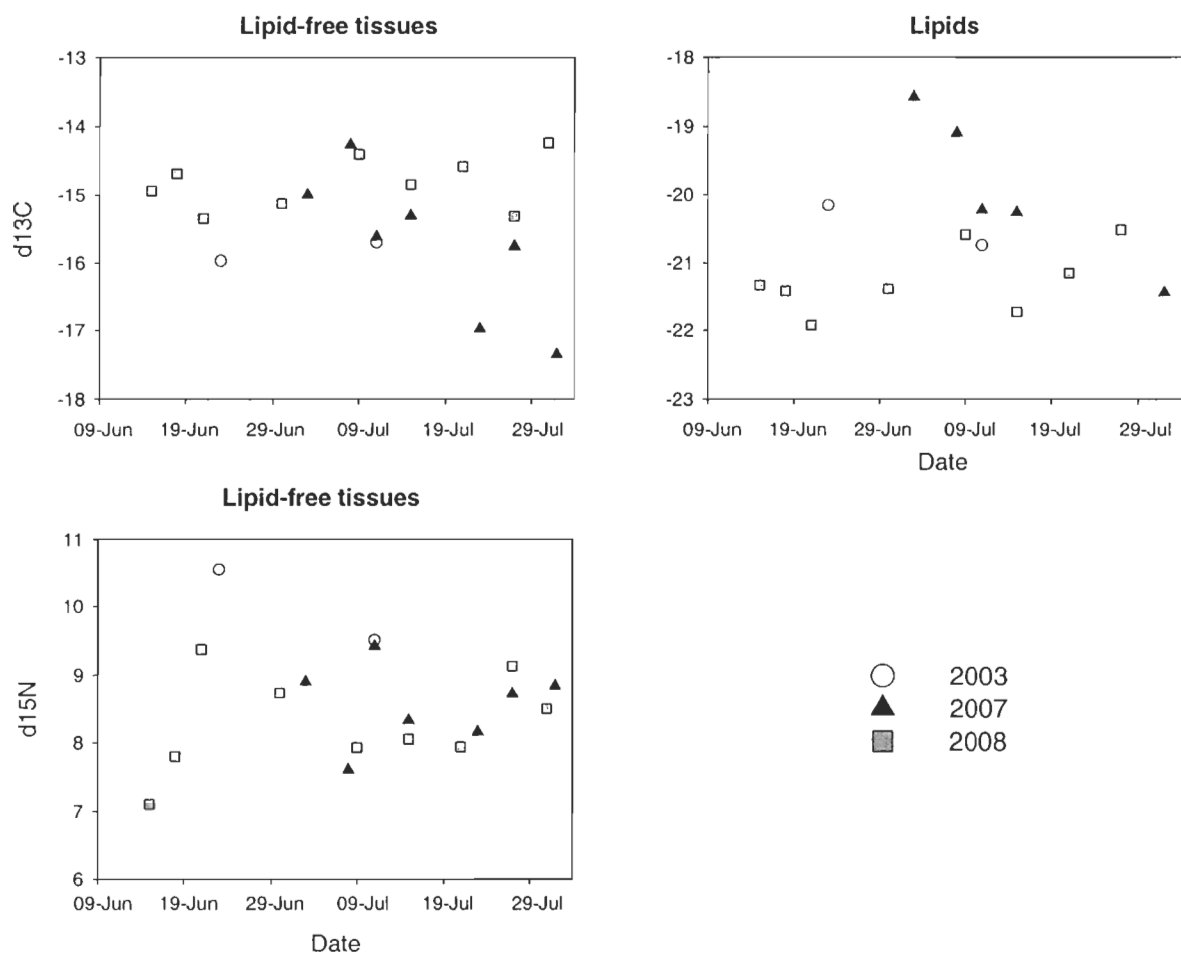 Lipid-free tissues
-13
-14
-15
-16
-17
-18
d13C
09-Jun 19-Jun 29-Jun 09-Jul 19-Jul 29-Jul
Lipids
-18
-19
-20
-21
-22
-23
09-Jun 19-Jun 29-Jun 09-Jul 19-Jul 29-Jul
Date
Lipid-free tissues
11
10
9
8
7
6
d15N
09-Jun 19-Jun 29-Jun 09-Jul 19-Jul 29-Jul
Date
2003
2007
2008